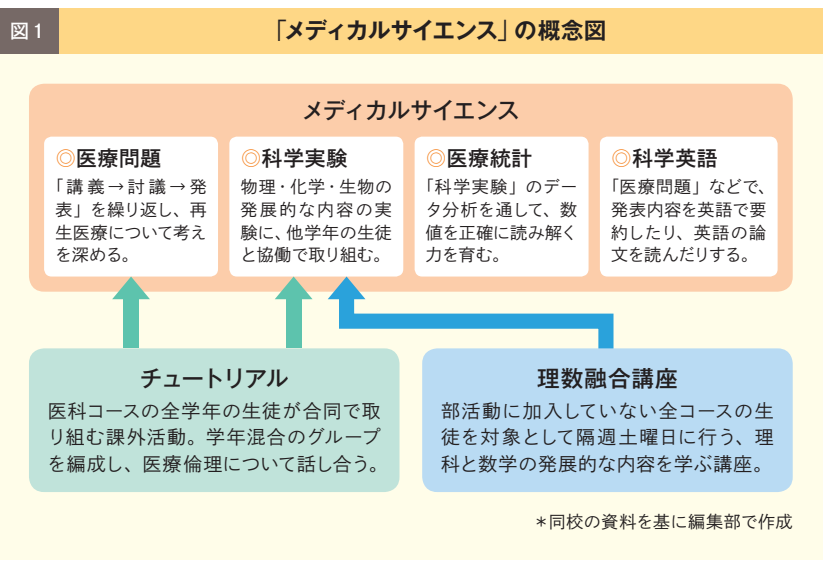 図1
「メディカルサイエンス」の概念図
メディカルサイエンス
◎医療問題
「講義→討議→発
表」を繰り返し、再
生医療について考え
を深める。
◎科学実験
物理・化学・生物の
発展的な内容の実
験に、他学年の生徒
と協働で取り組む。
◎医療統計
「科学実験」のデー
タ分析を通して、数
値を正確に読み解く
力を育む。
◎科学英語
「医療問題」などで、
発表内容を英語で要
約したり、英語の論
文を読んだりする。
チュートリアル
医科コースの全学年の生徒が合同で取
り組む課外活動。学年混合のグループ
を編成し、医療倫理について話し合う。
理数融合講座
部活動に加入していない全コースの生
徒を対象として隔週土曜日に行う、理
科と数学の発展的な内容を学ぶ講座。
＊同校の資料を基に編集部で作成